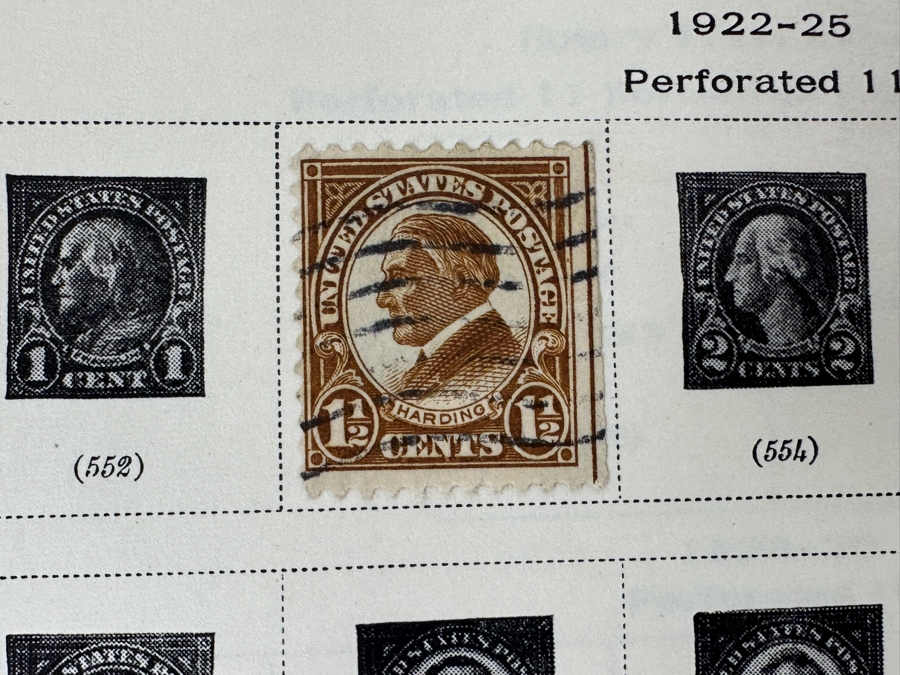 1922-25
Perforated 11
UNITED STATES POSTAGE
1 CENT 1
(552)
UNITED STATES POSTAGE
HARDING
1½ CENTS 1½
UNITED STATES POSTAGE
2 CENTS 2
(554)